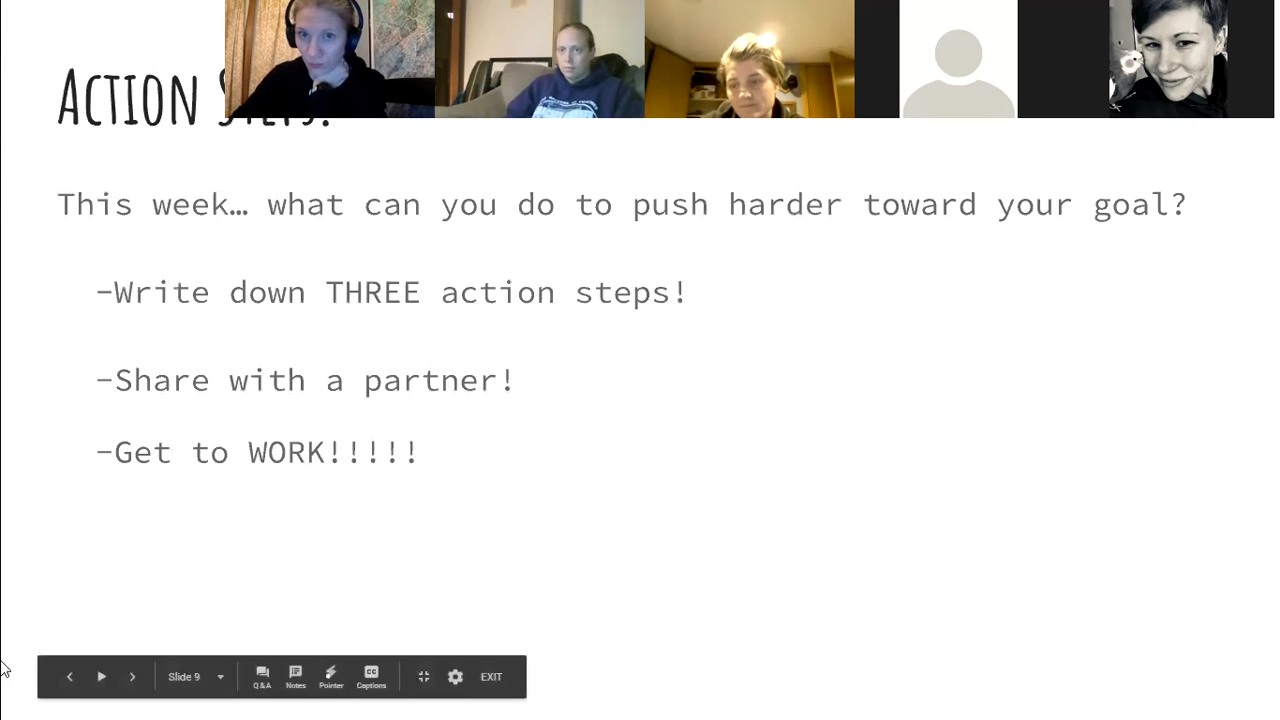 ACTION
This week… what can you do to push harder toward your goal?
-Write down THREE action steps!
-Share with a partner!
-Get to WORK!!!!!
Slide 9
Q&A Notes Pointer Captions
EXIT